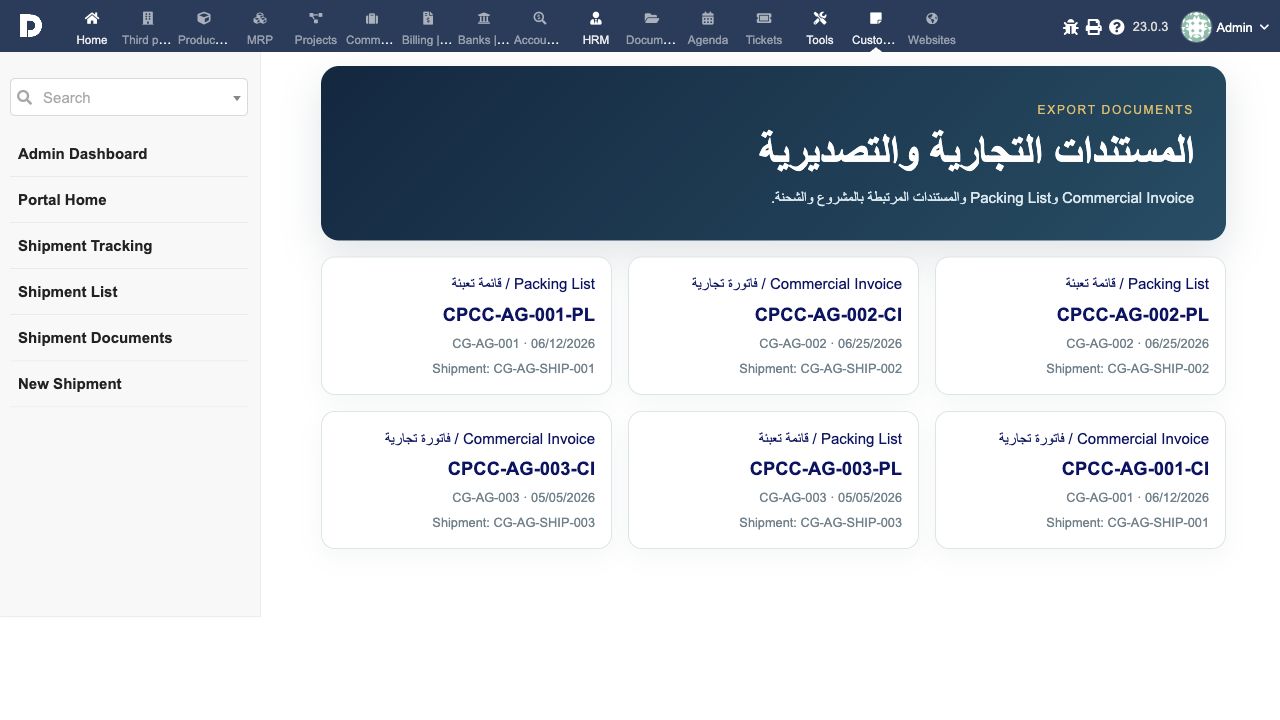 D
Home
Third p...
Produc...
MRP
Projects
Comm...
Billing |...
Banks |...
Accou...
HRM
Docum...
Agenda
Tickets
Tools
Custo...
Websites
23.0.3
Admin
Search
Admin Dashboard
Portal Home
Shipment Tracking
Shipment List
Shipment Documents
New Shipment
EXPORT DOCUMENTS
المستندات التجارية والتصديرية
Commercial Invoice وPacking List والمستندات المرتبطة بالمشروع والشحنة.
Packing List / قائمة تعبئة
CPCC-AG-002-PL
CG-AG-002 · 06/25/2026
Shipment: CG-AG-SHIP-002
Commercial Invoice / فاتورة تجارية
CPCC-AG-002-CI
CG-AG-002 · 06/25/2026
Shipment: CG-AG-SHIP-002
Packing List / قائمة تعبئة
CPCC-AG-001-PL
CG-AG-001 · 06/12/2026
Shipment: CG-AG-SHIP-001
Commercial Invoice / فاتورة تجارية
CPCC-AG-001-CI
CG-AG-001 · 06/12/2026
Shipment: CG-AG-SHIP-001
Packing List / قائمة تعبئة
CPCC-AG-003-PL
CG-AG-003 · 05/05/2026
Shipment: CG-AG-SHIP-003
Commercial Invoice / فاتورة تجارية
CPCC-AG-003-CI
CG-AG-003 · 05/05/2026
Shipment: CG-AG-SHIP-003